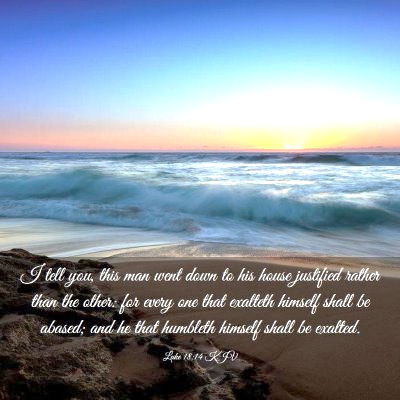 I tell you, this man went down to his house justified rather
than the other: for every one that exalteth himself shall be
abased; and he that humbleth himself shall be exalted.
Luke 18:14 KJV